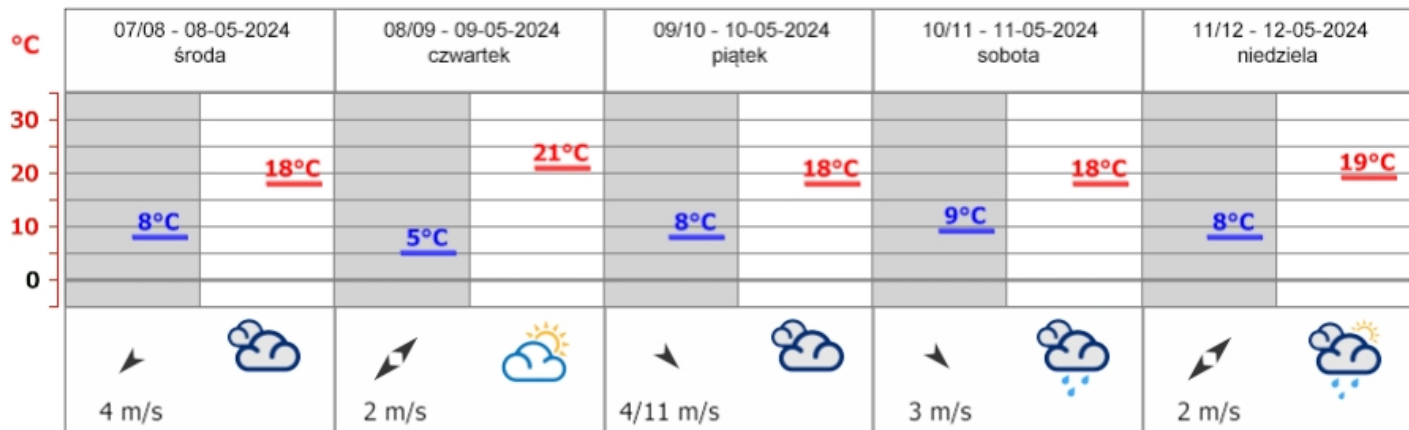 °C
07/08 - 08-05-2024
środa
08/09 - 09-05-2024
czwartek
09/10 - 10-05-2024
piątek
10/11 - 11-05-2024
sobota
11/12 - 12-05-2024
niedziela
30
20
10
0
8°C
18°C
5°C
21°C
8°C
18°C
9°C
18°C
8°C
19°C
4 m/s
2 m/s
4/11 m/s
3 m/s
2 m/s